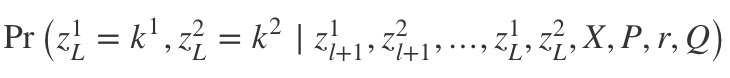 Pr (z_L^1 = k^1, z_L^2 = k^2 | z_{l+1}^1, z_{l+1}^2, ..., z_L^1, z_L^2, X, P, r, Q)